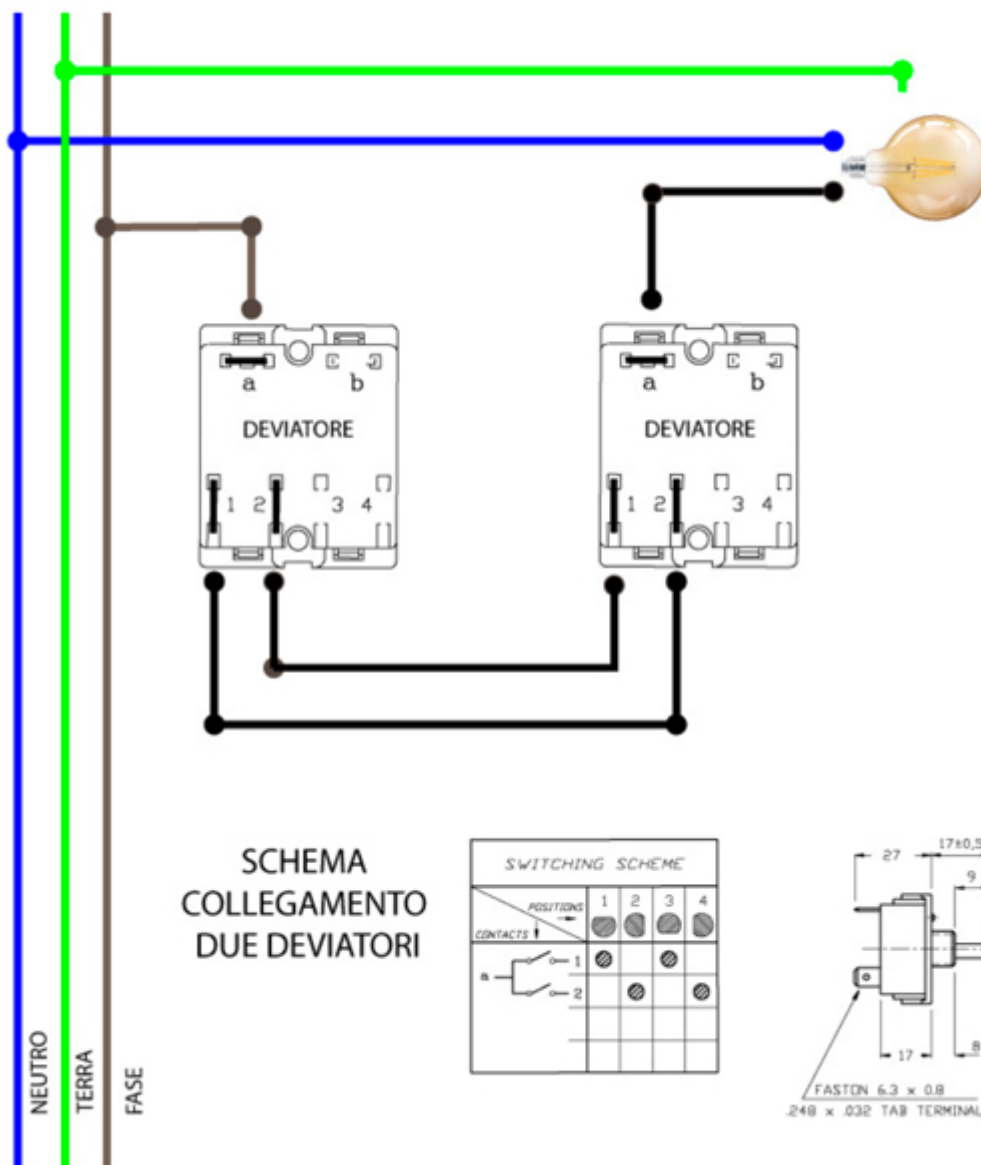 a b
DEVIATORE
1 2 3 4
a b
DEVIATORE
1 2 3 4
SCHEMA
COLLEGAMENTO
DUE DEVIATORI
SWITCHING SCHEME
POSITIONS 1 2 3 4
CONTACTS
a 1
2
27 17±0,5
9
17 8
FASTON 6.3 x 0.8
.248 x .032 TAB TERMINAL
NEUTRO
TERRA
FASE